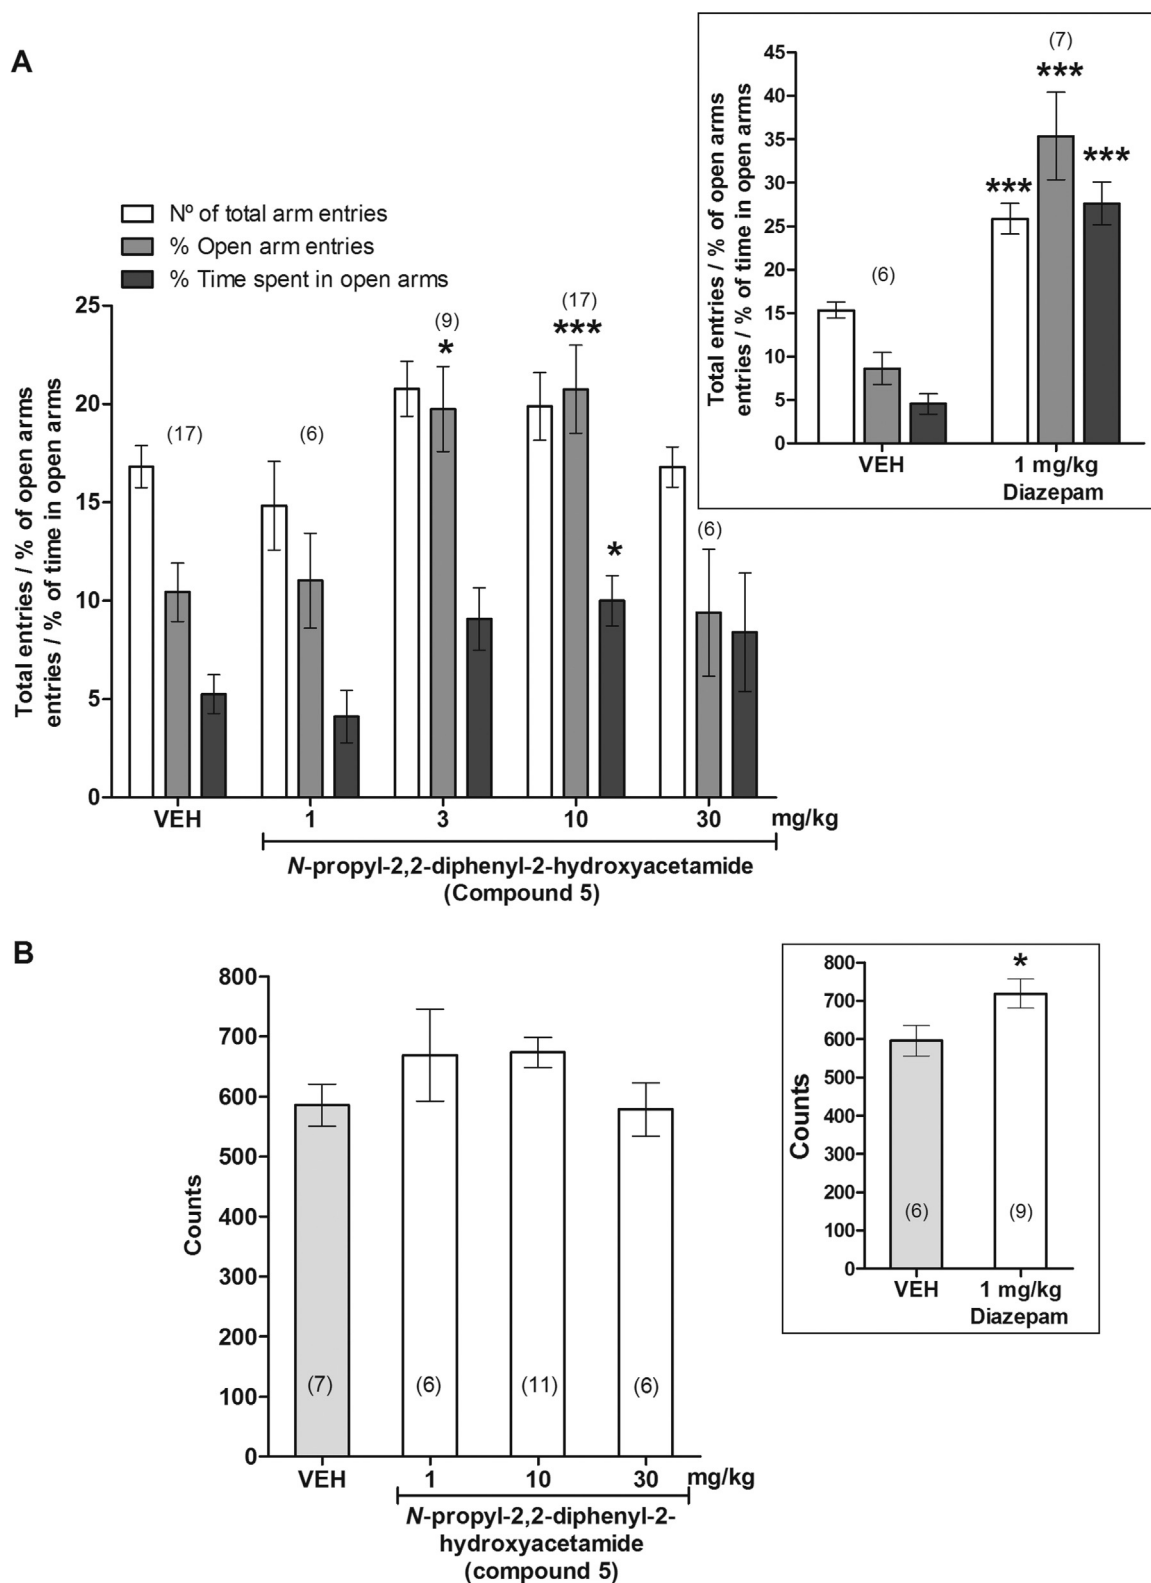 A
Nº of total arm entries
% Open arm entries
% Time spent in open arms
Total entries / % of open arms
entries / % of time in open arms
25
20
15
10
5
0
(17)
(6)
(9)
*
(17)
***
*
(6)
VEH
1
3
10
30
mg/kg
N-propyl-2,2-diphenyl-2-hydroxyacetamide
(Compound 5)
Total entries / % of open arms
entries / % of time in open arms
45
40
35
30
25
20
15
10
5
0
(6)
(7)
***
***
***
VEH
1 mg/kg
Diazepam
B
Counts
800
700
600
500
400
300
200
100
0
(7)
(6)
(11)
(6)
VEH
1
10
30
mg/kg
N-propyl-2,2-diphenyl-2-
hydroxyacetamide
(compound 5)
Counts
800
700
600
500
400
300
200
100
0
*
(6)
(9)
VEH
1 mg/kg
Diazepam